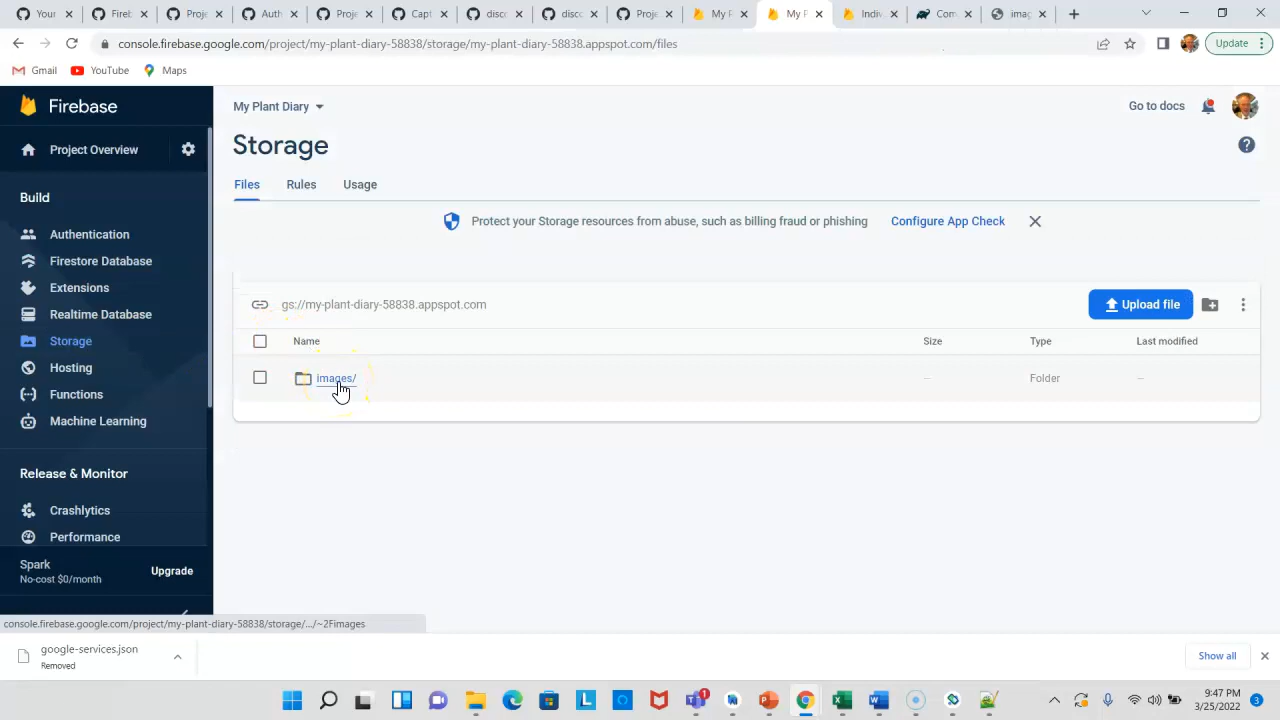 Your
Fireb
Proje
Auth
Proje
Capt
disco
disco
Proje
My P
My P
Indiv
Com
imag
console.firebase.google.com/project/my-plant-diary-58838/storage/my-plant-diary-58838.appspot.com/files
Update
Gmail
YouTube
Maps
Firebase
My Plant Diary
Go to docs
Project Overview
Storage
Files
Rules
Usage
Build
Protect your Storage resources from abuse, such as billing fraud or phishing
Configure App Check
Authentication
Firestore Database
Extensions
Realtime Database
Storage
Hosting
Functions
Machine Learning
gs://my-plant-diary-58838.appspot.com
Upload file
Name
Size
Type
Last modified
images/
–
Folder
–
Release & Monitor
Crashlytics
Performance
Spark
No-cost $0/month
Upgrade
console.firebase.google.com/project/my-plant-diary-58838/storage/.../~2Fimages
google-services.json
Removed
Show all
9:47 PM
3/25/2022